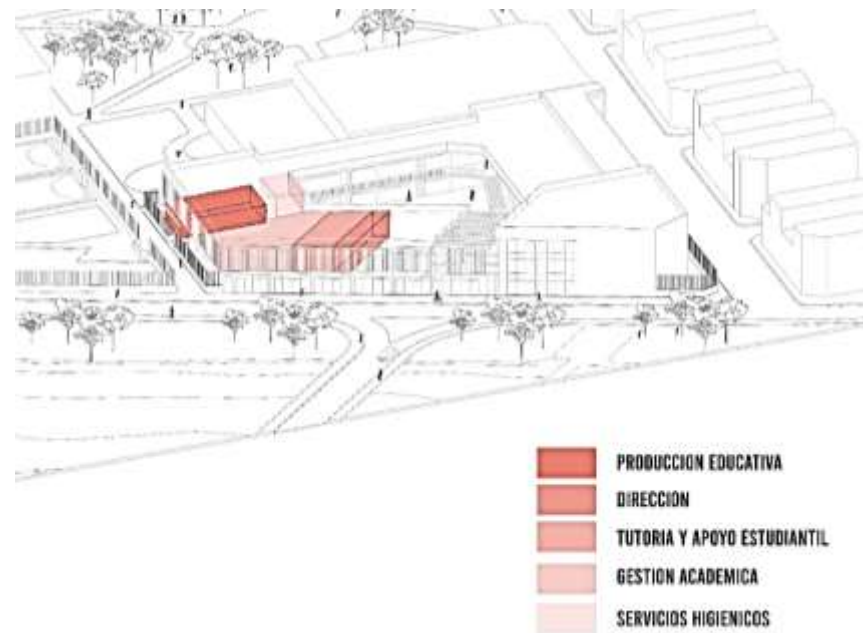 PRODUCCION EDUCATIVA
DIRECCION
TUTORIA Y APOYO ESTUDIANTIL
GESTION ACADEMICA
SERVICIOS HIGIENICOS